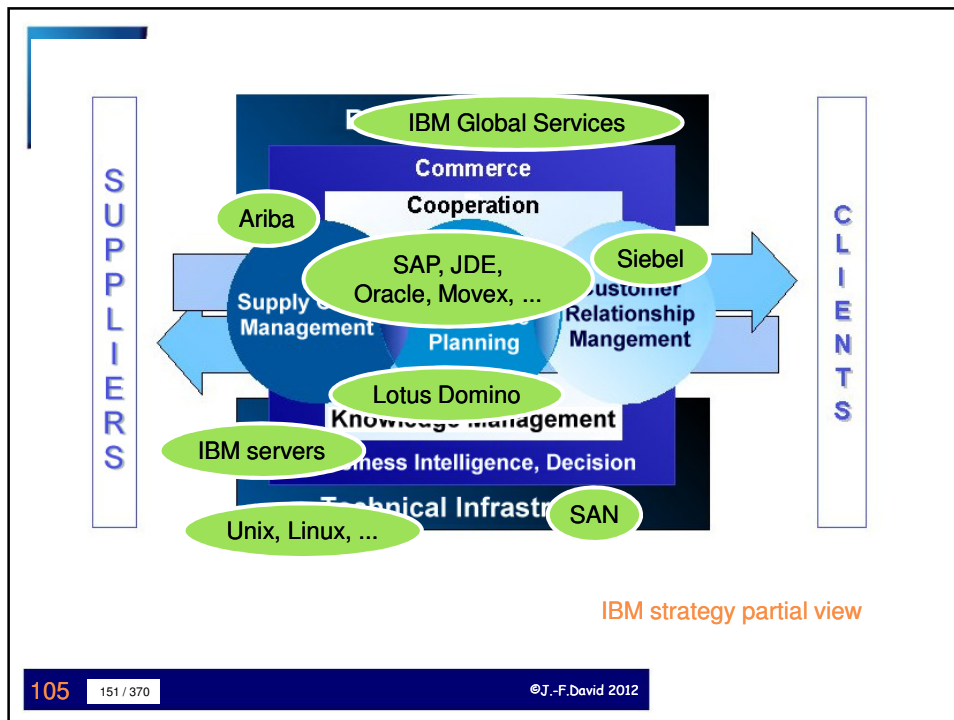 IBM Global Services
Commerce
Cooperation
SUPPLIERS
CLIENTS
Ariba
Siebel
SAP, JDE,
Oracle, Movex, ...
Supply
Management
Planning
Customer
Relationship
Mangement
Lotus Domino
Knowledge Management
IBM servers
Intelligence, Decision
Technical
Unix, Linux, ...
SAN
IBM strategy partial view
105
151 / 370
©J.-F.David 2012